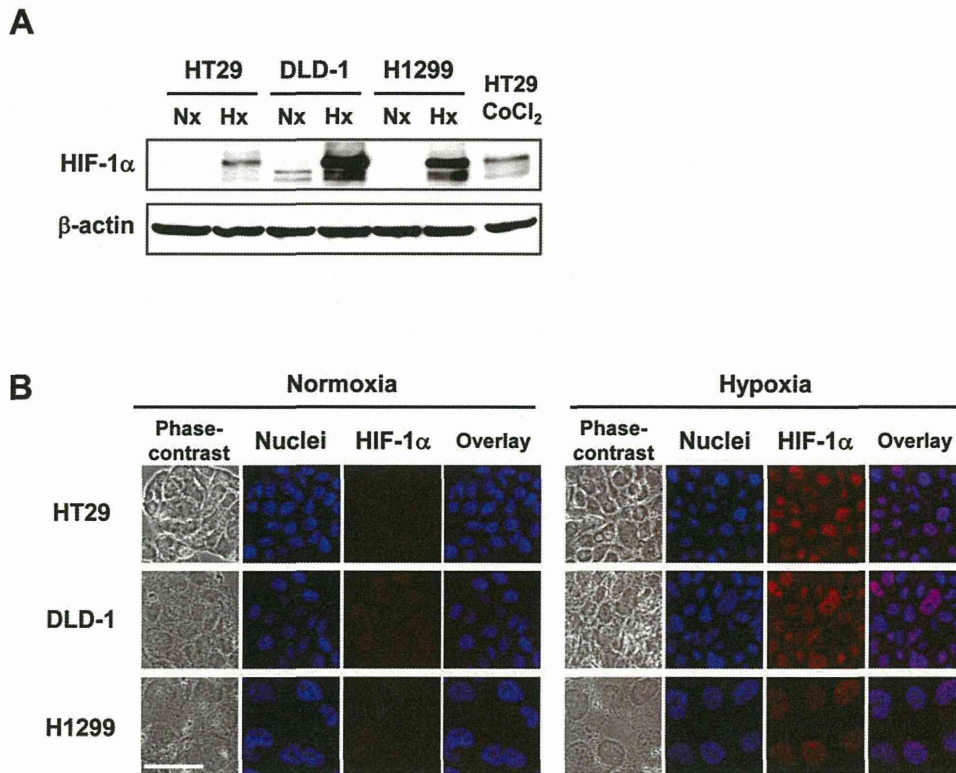 A
HT29 DLD-1 H1299 HT29 CoCl₂
Nx Hx Nx Hx Nx Hx
HIF-1α
β-actin
B
Normoxia Hypoxia
Phase-contrast Nuclei HIF-1α Overlay Phase-contrast Nuclei HIF-1α Overlay
HT29
DLD-1
H1299